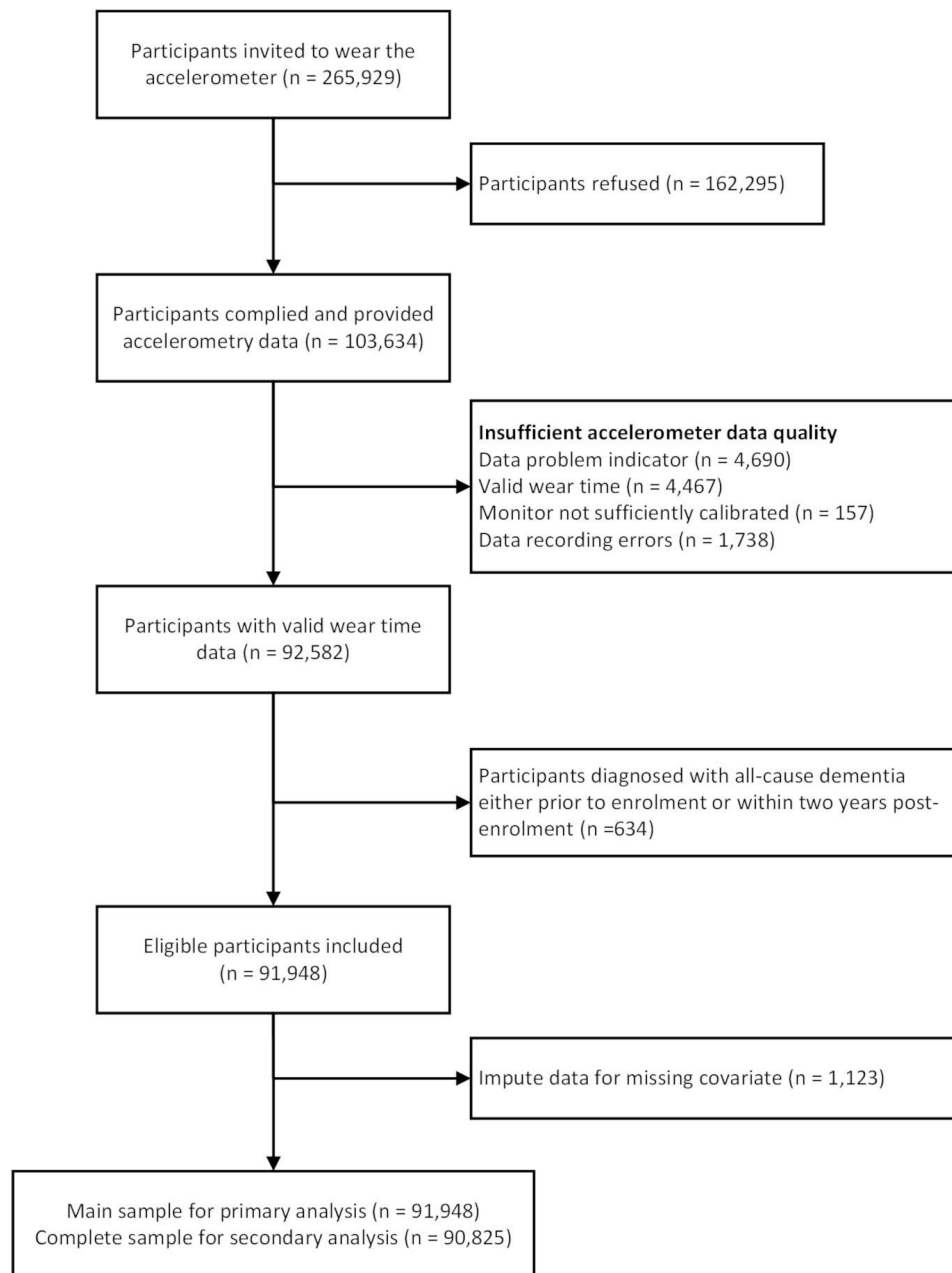 Participants invited to wear the
accelerometer (n = 265,929)
Participants refused (n = 162,295)
Participants complied and provided
accelerometry data (n = 103,634)
Insufficient accelerometer data quality
Data problem indicator (n = 4,690)
Valid wear time (n = 4,467)
Monitor not sufficiently calibrated (n = 157)
Data recording errors (n = 1,738)
Participants with valid wear time
data (n = 92,582)
Participants diagnosed with all-cause dementia
either prior to enrolment or within two years post-
enrolment (n =634)
Eligible participants included
(n = 91,948)
Impute data for missing covariate (n = 1,123)
Main sample for primary analysis (n = 91,948)
Complete sample for secondary analysis (n = 90,825)